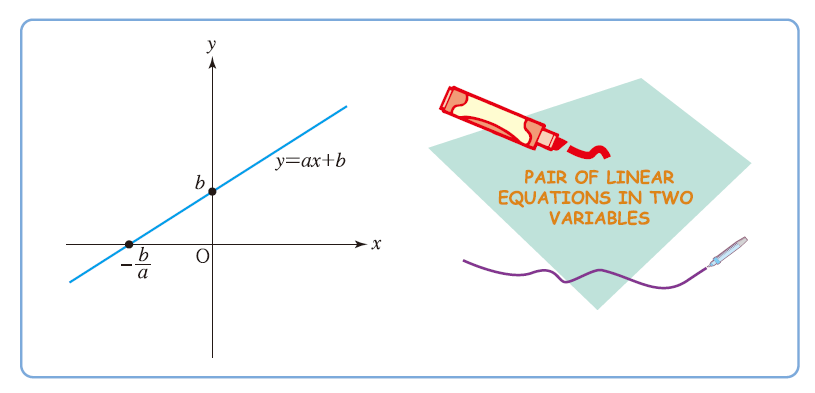 y
y=ax+b
b
x
O
−b/a
PAIR OF LINEAR
EQUATIONS IN TWO
VARIABLES